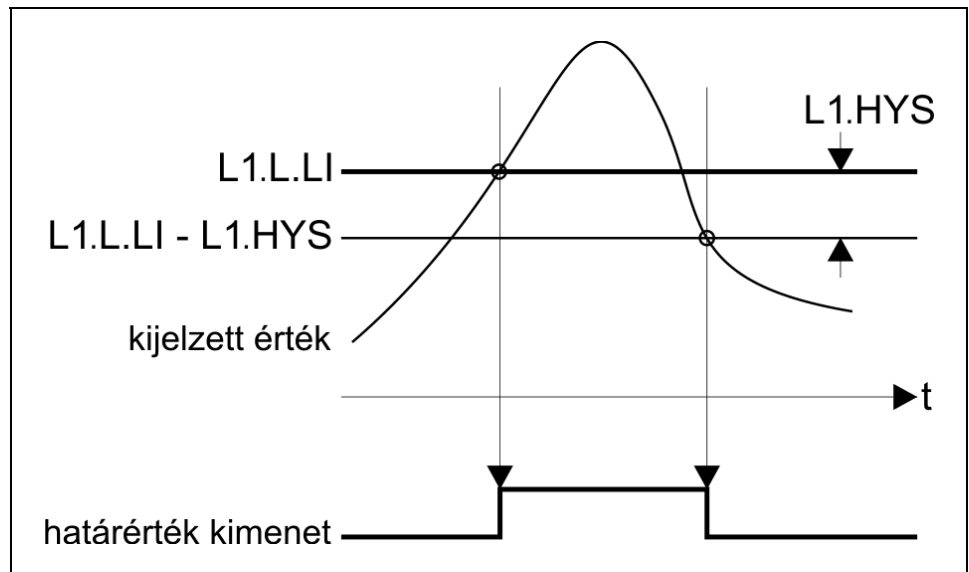 L1.HYS
L1.L.LI
L1.L.LI - L1.HYS
kijelzett érték
t
határérték kimenet